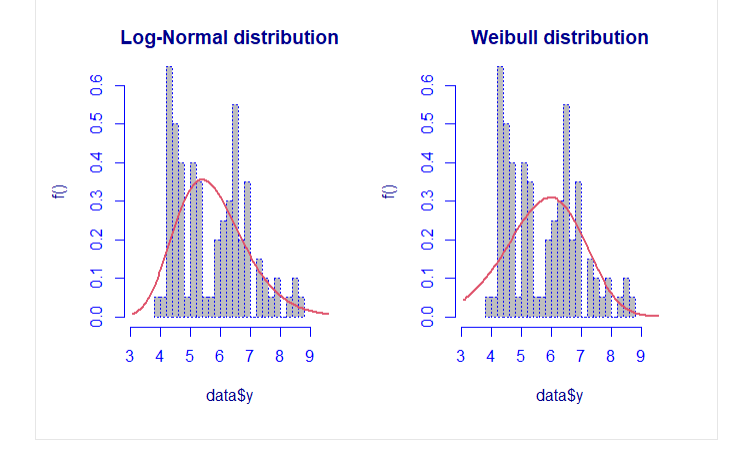 Log-Normal distribution
f()
0.0 0.1 0.2 0.3 0.4 0.5 0.6
3 4 5 6 7 8 9
data$y
Weibull distribution
f()
0.0 0.1 0.2 0.3 0.4 0.5 0.6
3 4 5 6 7 8 9
data$y